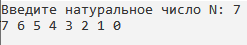 Введите натуральное число N: 7
7 6 5 4 3 2 1 0